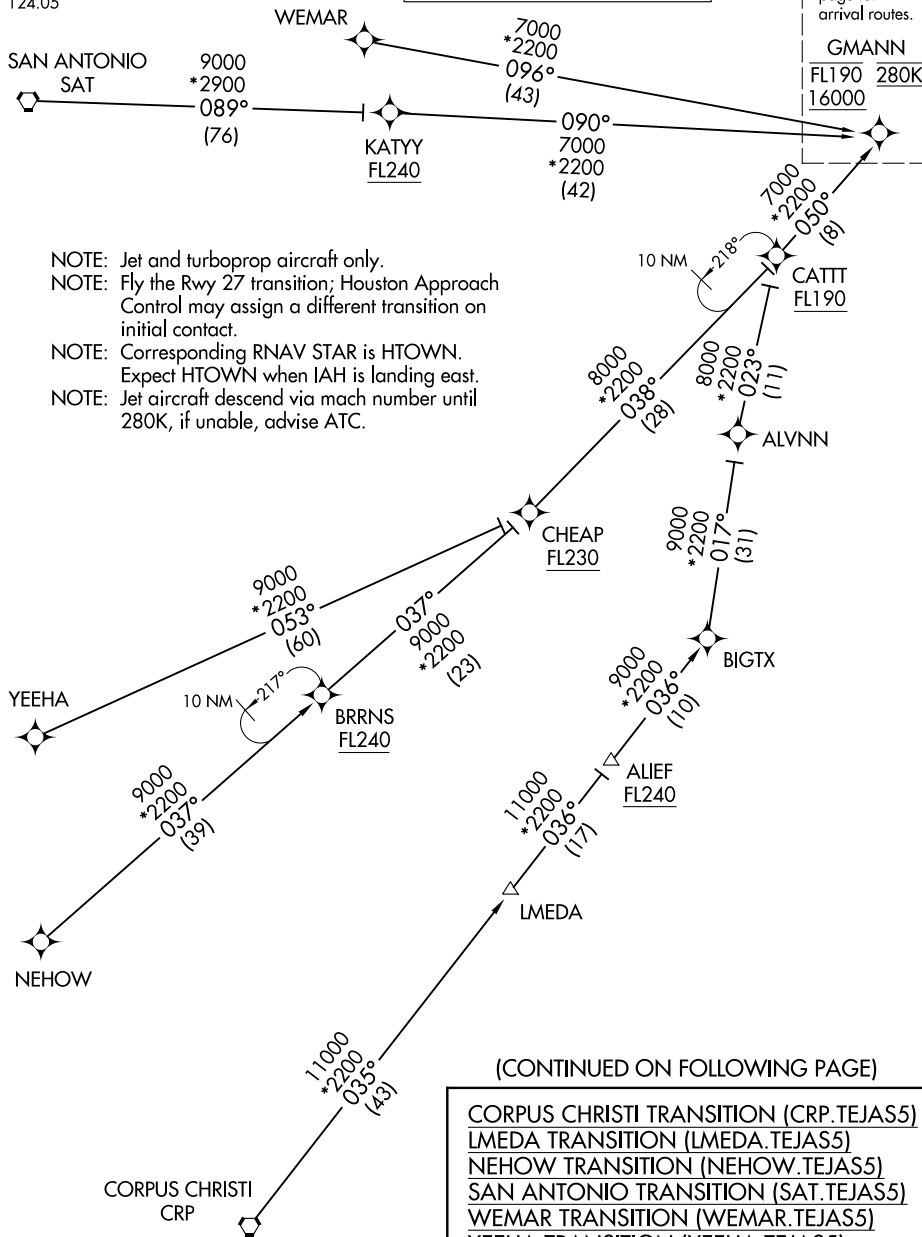 124.05
WEMAR
SAN ANTONIO
SAT
9000
*2900
089°
(76)
7000
*2200
096°
(43)
arrival routes.
GMANN
FL190 280K
16000
KATYY
FL240
090°
7000
*2200
(42)
7000
*2200
050°
(8)
NOTE: Jet and turboprop aircraft only.
NOTE: Fly the Rwy 27 transition; Houston Approach
Control may assign a different transition on
initial contact.
NOTE: Corresponding RNAV STAR is HTOWN.
Expect HTOWN when IAH is landing east.
NOTE: Jet aircraft descend via mach number until
280K, if unable, advise ATC.
10 NM
218°
CATTT
FL190
8000
*2200
038°
(28)
8000
*2200
023°
(11)
ALVNN
CHEAP
FL230
9000
*2200
017°
(31)
9000
*2200
053°
(60)
037°
9000
*2200
(23)
BIGTX
YEEHA
10 NM
217°
BRRNS
FL240
9000
*2200
036°
(10)
9000
*2200
037°
(39)
ALIEF
FL240
11000
*2200
036°
(17)
LMEDA
NEHOW
11000
*2200
035°
(43)
CORPUS CHRISTI
CRP
(CONTINUED ON FOLLOWING PAGE)
CORPUS CHRISTI TRANSITION (CRP.TEJAS5)
LMEDA TRANSITION (LMEDA.TEJAS5)
NEHOW TRANSITION (NEHOW.TEJAS5)
SAN ANTONIO TRANSITION (SAT.TEJAS5)
WEMAR TRANSITION (WEMAR.TEJAS5)
YEEHA TRANSITION (YEEHA.TEJAS5)